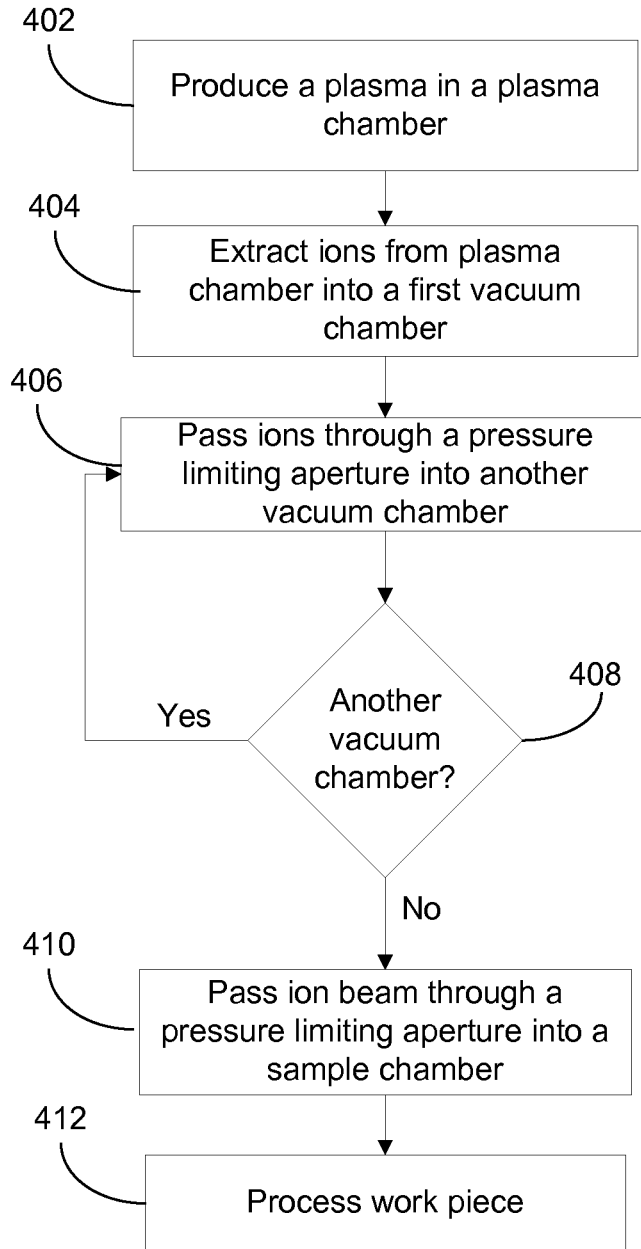 402
Produce a plasma in a plasma
chamber
404
Extract ions from plasma
chamber into a first vacuum
chamber
406
Pass ions through a pressure
limiting aperture into another
vacuum chamber
408
Another
vacuum
chamber?
Yes
No
410
Pass ion beam through a
pressure limiting aperture into a
sample chamber
412
Process work piece